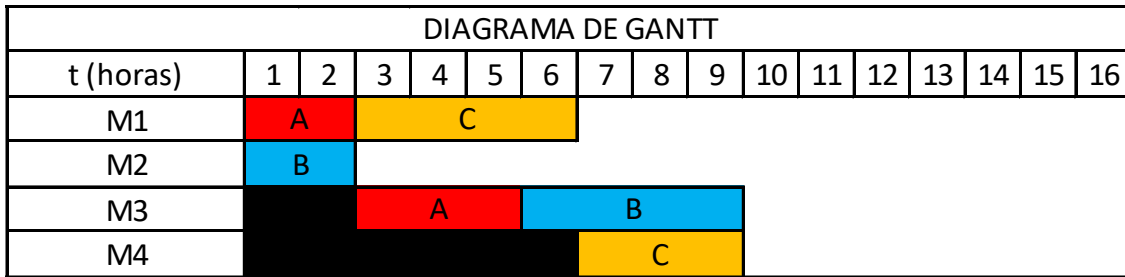 DIAGRAMA DE GANTT
t (horas) 1 2 3 4 5 6 7 8 9 10 11 12 13 14 15 16
M1 A C
M2 B
M3 A B
M4 C